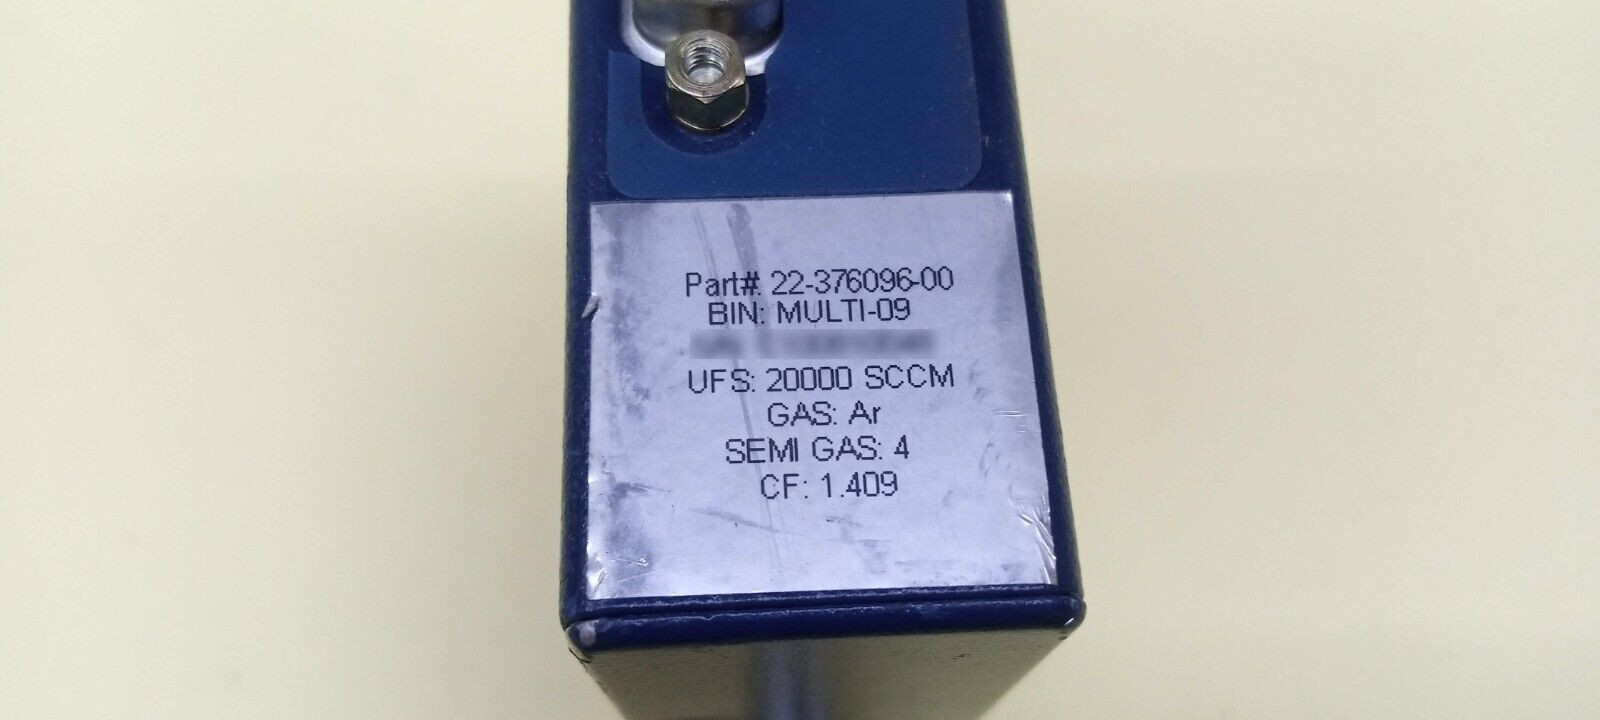 Part#: 22-376096-00
BIN: MULTI-09
UFS: 20000 SCCM
GAS: Ar
SEMI GAS: 4
CF: 1.409